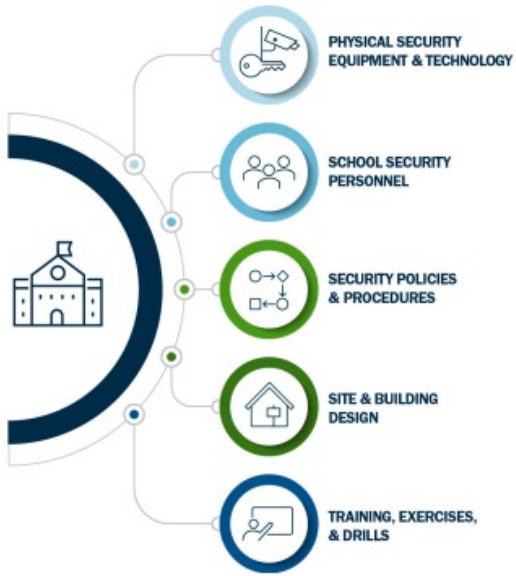 PHYSICAL SECURITY
EQUIPMENT & TECHNOLOGY
SCHOOL SECURITY
PERSONNEL
SECURITY POLICIES
& PROCEDURES
SITE & BUILDING
DESIGN
TRAINING, EXERCISES,
& DRILLS